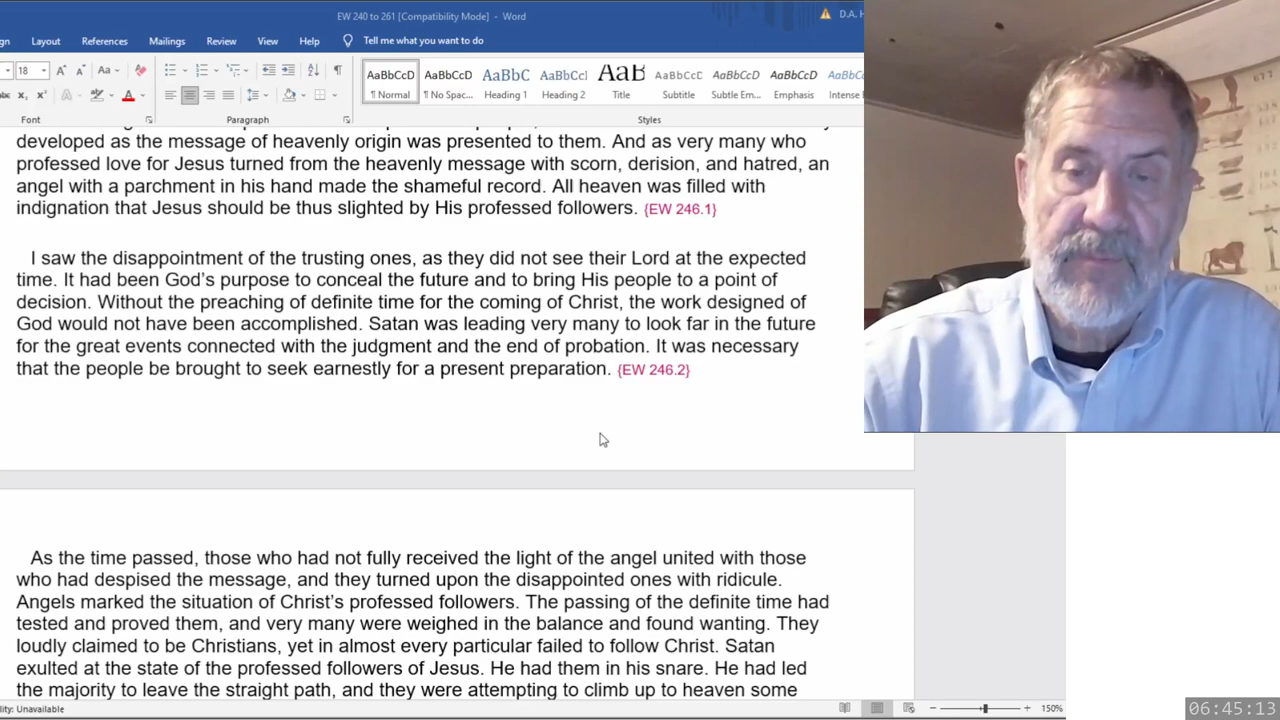 EW 240 to 261 [Compatibility Mode] - Word
D.A. H
Layout References Mailings Review View Help Tell me what you want to do
18
Aa
AaBbCcD AaBbCcD AaBbC AaBbCcI AaB AaBbCcD AaBbCcD AaBbCcD
¶ Normal ¶ No Spac... Heading 1 Heading 2 Title Subtitle Subtle Em... Emphasis Intense
Font Paragraph Styles
developed as the message of heavenly origin was presented to them. And as very many who
professed love for Jesus turned from the heavenly message with scorn, derision, and hatred, an
angel with a parchment in his hand made the shameful record. All heaven was filled with
indignation that Jesus should be thus slighted by His professed followers. {EW 246.1}
I saw the disappointment of the trusting ones, as they did not see their Lord at the expected
time. It had been God’s purpose to conceal the future and to bring His people to a point of
decision. Without the preaching of definite time for the coming of Christ, the work designed of
God would not have been accomplished. Satan was leading very many to look far in the future
for the great events connected with the judgment and the end of probation. It was necessary
that the people be brought to seek earnestly for a present preparation. {EW 246.2}
As the time passed, those who had not fully received the light of the angel united with those
who had despised the message, and they turned upon the disappointed ones with ridicule.
Angels marked the situation of Christ’s professed followers. The passing of the definite time had
tested and proved them, and very many were weighed in the balance and found wanting. They
loudly claimed to be Christians, yet in almost every particular failed to follow Christ. Satan
exulted at the state of the professed followers of Jesus. He had them in his snare. He had led
the majority to leave the straight path, and they were attempting to climb up to heaven some
lity: Unavailable
150%
06:45:13